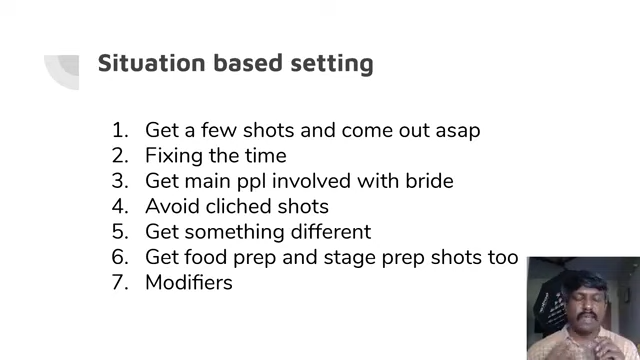 Situation based setting
1. Get a few shots and come out asap
2. Fixing the time
3. Get main ppl involved with bride
4. Avoid cliched shots
5. Get something different
6. Get food prep and stage prep shots too
7. Modifiers